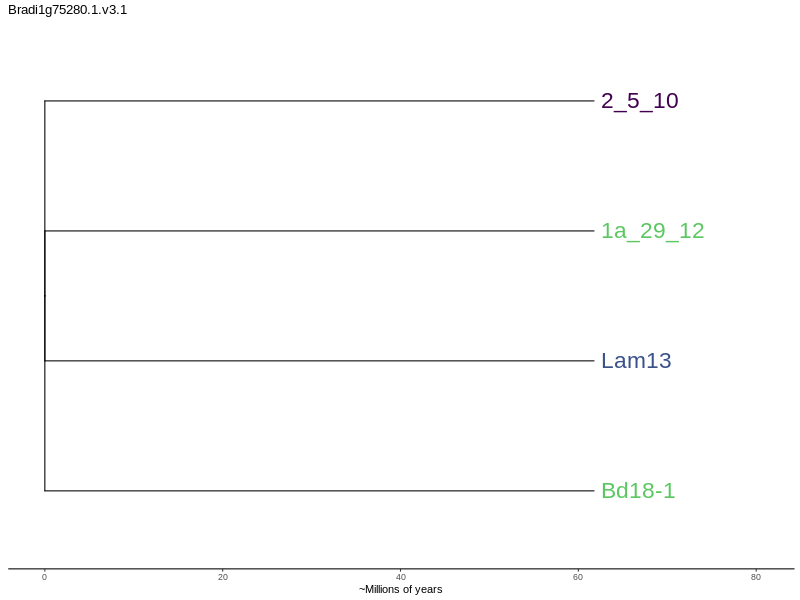 Bradi1g75280.1.v3.1
2_5_10
1a_29_12
Lam13
Bd18-1
0 20 40 60 80
~Millions of years